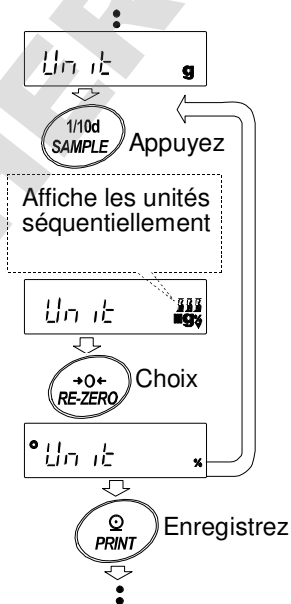 Unit g
1/10d
SAMPLE Appuyez
Affiche les unités
séquentiellement
Unit
→0← Choix
RE-ZERO
Unit %
PRINT Enregistrez